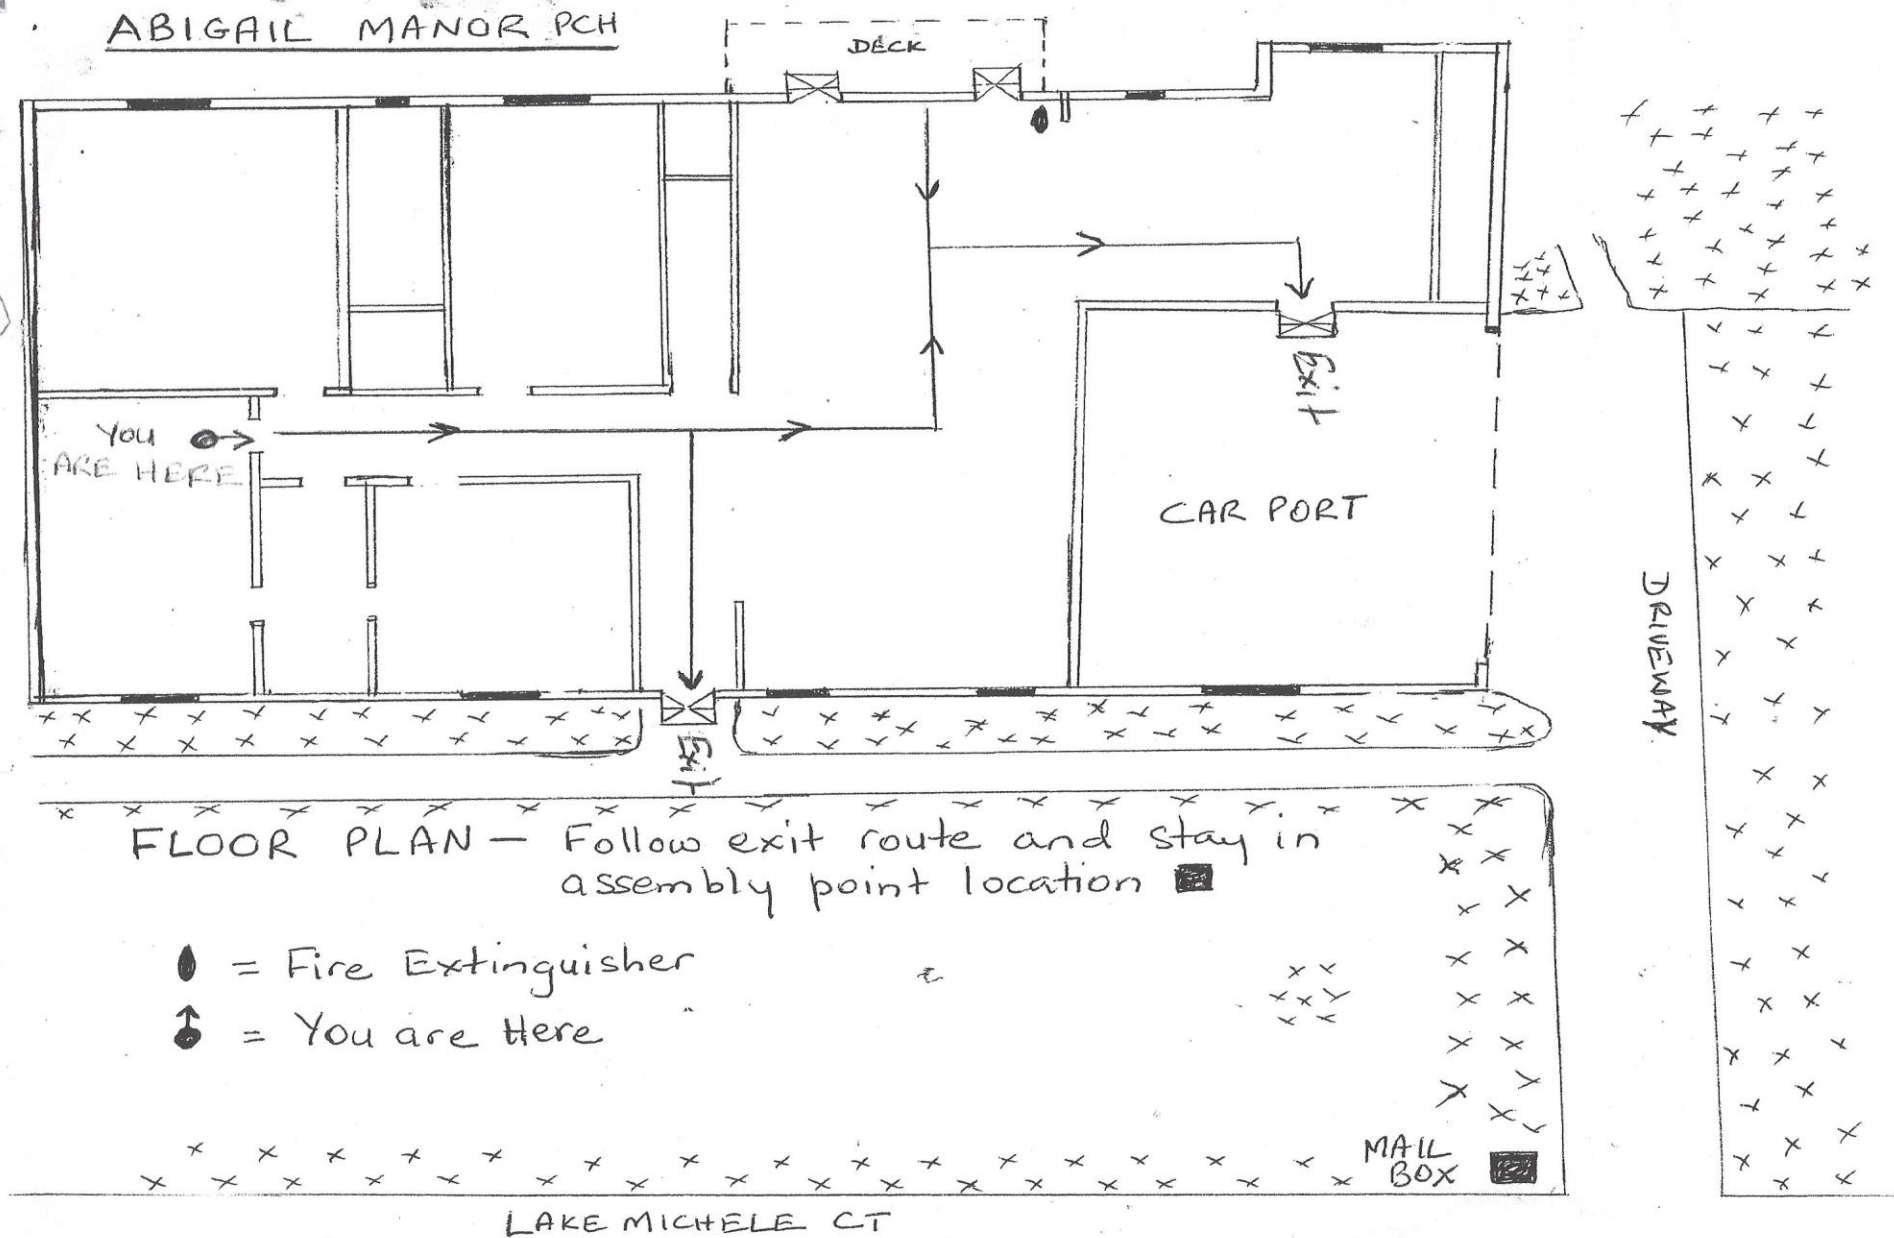 ABIGAIL MANOR PCH
DECK
YOU
ARE HERE
Exit
CAR PORT
DRIVEWAY
Exit
FLOOR PLAN — Follow exit route and stay in
assembly point location
= Fire Extinguisher
= You are Here
MAIL
BOX
LAKE MICHELE CT